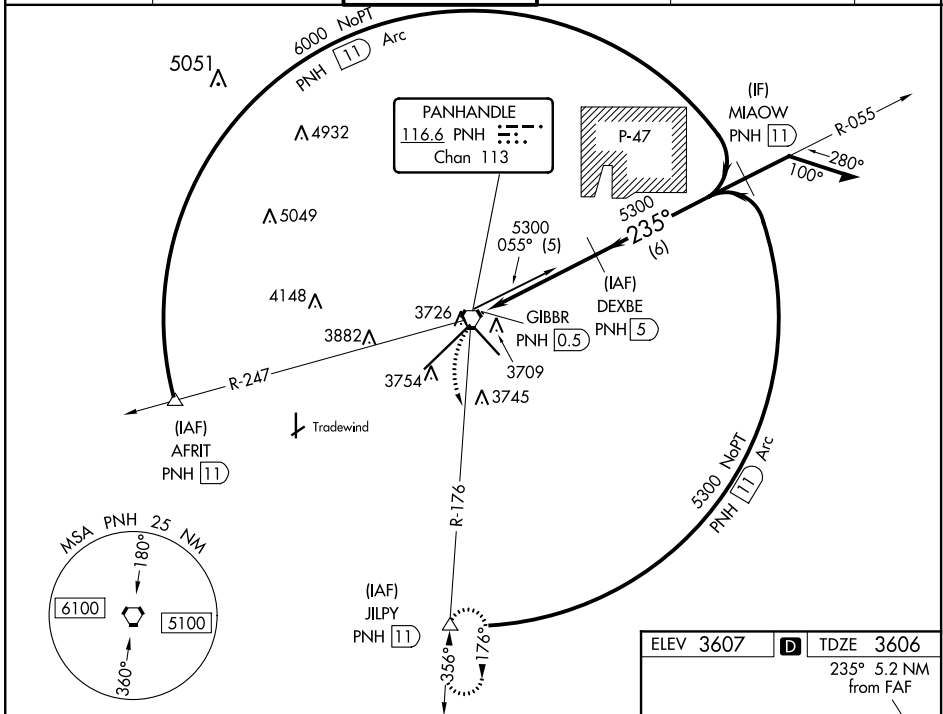 6000 NoPT
PNH 11 Arc
5051
4932
PANHANDLE
116.6 PNH
Chan 113
P-47
(IF)
MIAOW
PNH 11
R-055
280°
100°
5049
5300
055° (5)
5300
235°
(6)
(IAF)
DEXBE
PNH 5
4148
3726
GIBBR
PNH 0.5
3882
3709
3754
3745
R-247
(IAF)
AFRIT
PNH 11
Tradewind
R-176
5300 NoPT
PNH 11 Arc
MSA PNH 25 NM
180°
6100
5100
360°
(IAF)
JILPY
PNH 11
356°
176°
ELEV 3607 D TDZE 3606
235° 5.2 NM
from FAF